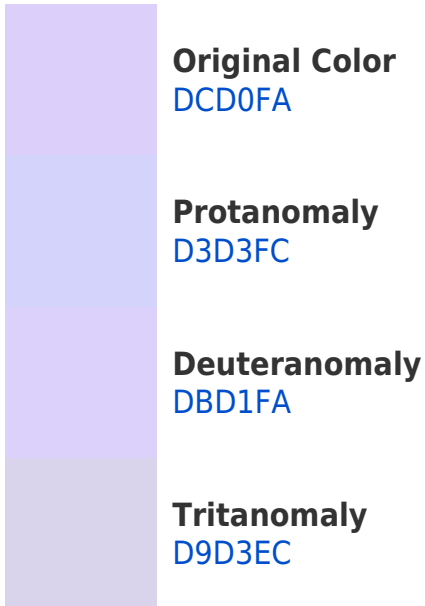 Original Color
DCD0FA
Protanomaly
D3D3FC
Deuteranomaly
DBD1FA
Tritanomaly
D9D3EC